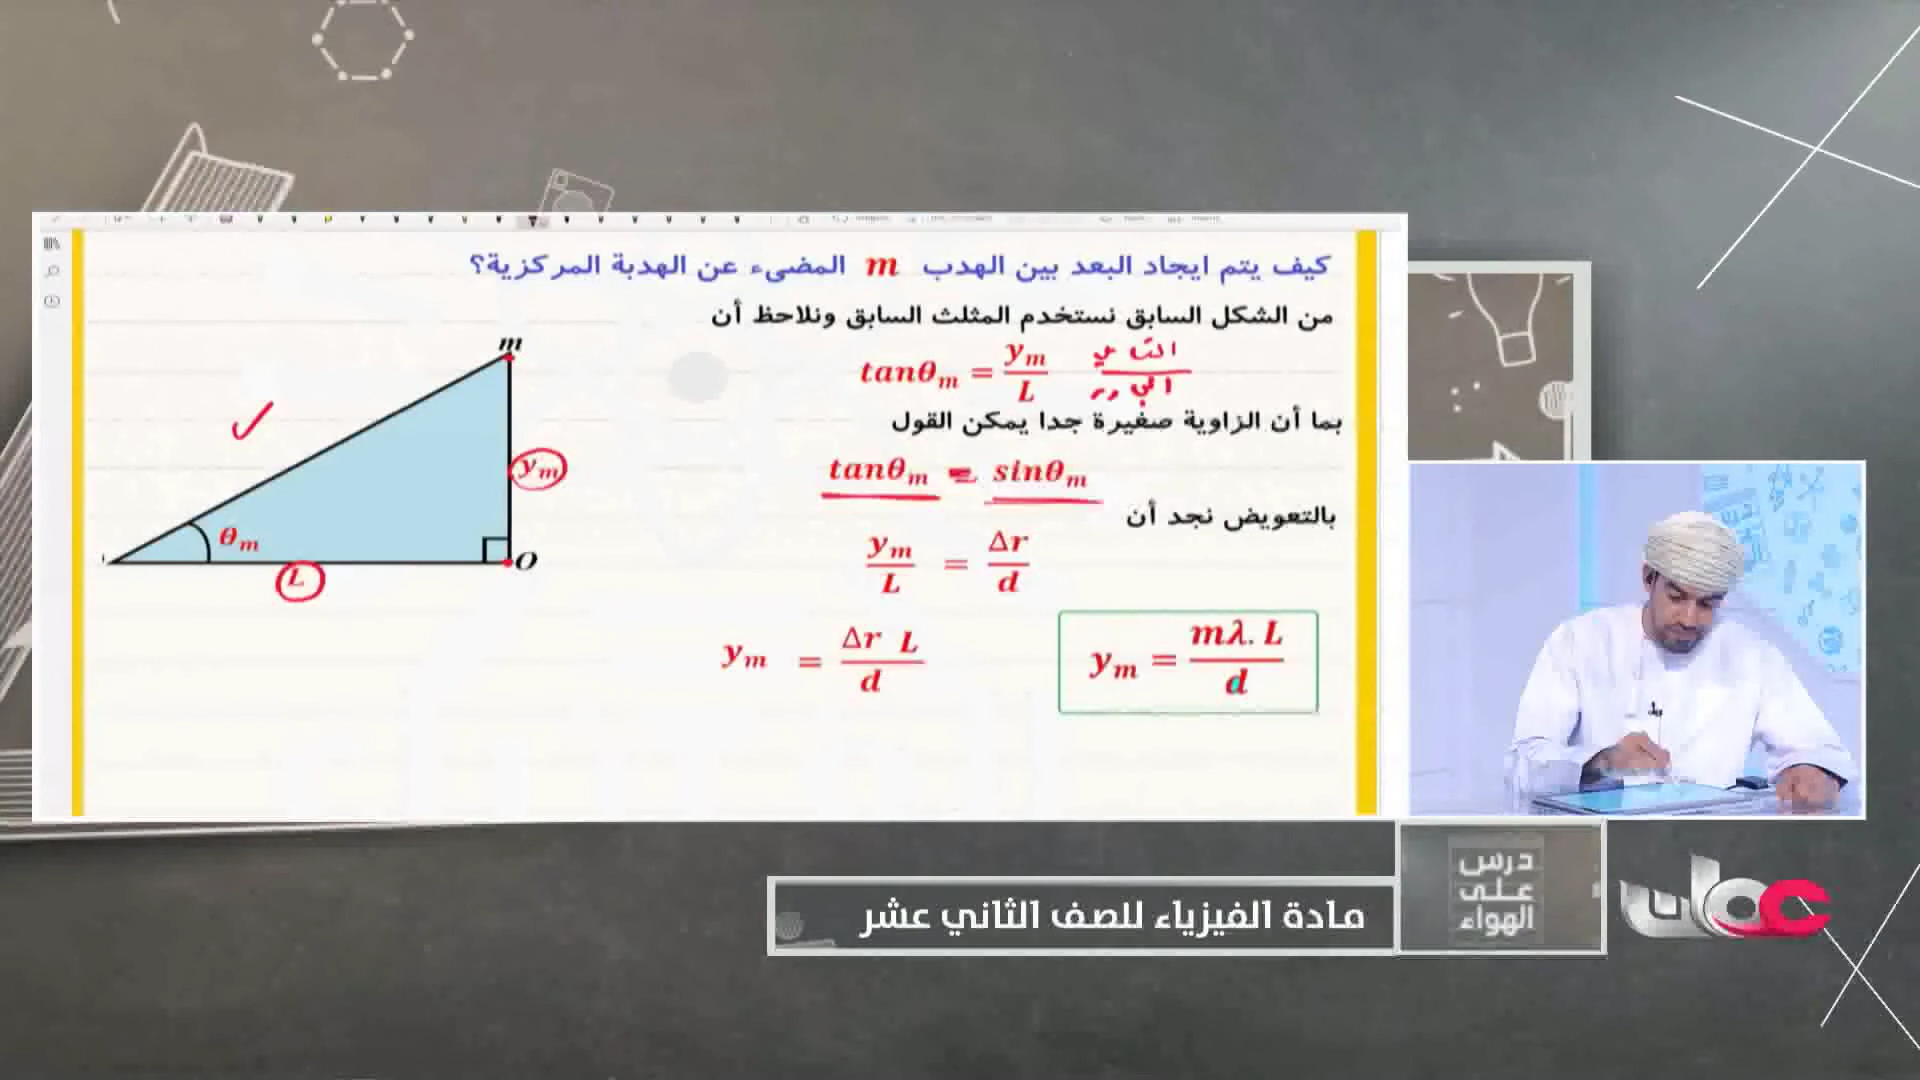 كيف يتم ايجاد البعد بين الهدب m المضيء عن الهدبة المركزية؟
من الشكل السابق نستخدم المثلث السابق ونلاحظ أن
tanθm = ym / L
بما أن الزاوية صغيرة جدا يمكن القول
tanθm = sinθm
بالتعويض نجد أن
ym / L = Δr / d
ym = Δr L / d
ym = mλ. L / d
m
ym
θm
L
O
درس
على
الهواء
مادة الفيزياء للصف الثاني عشر